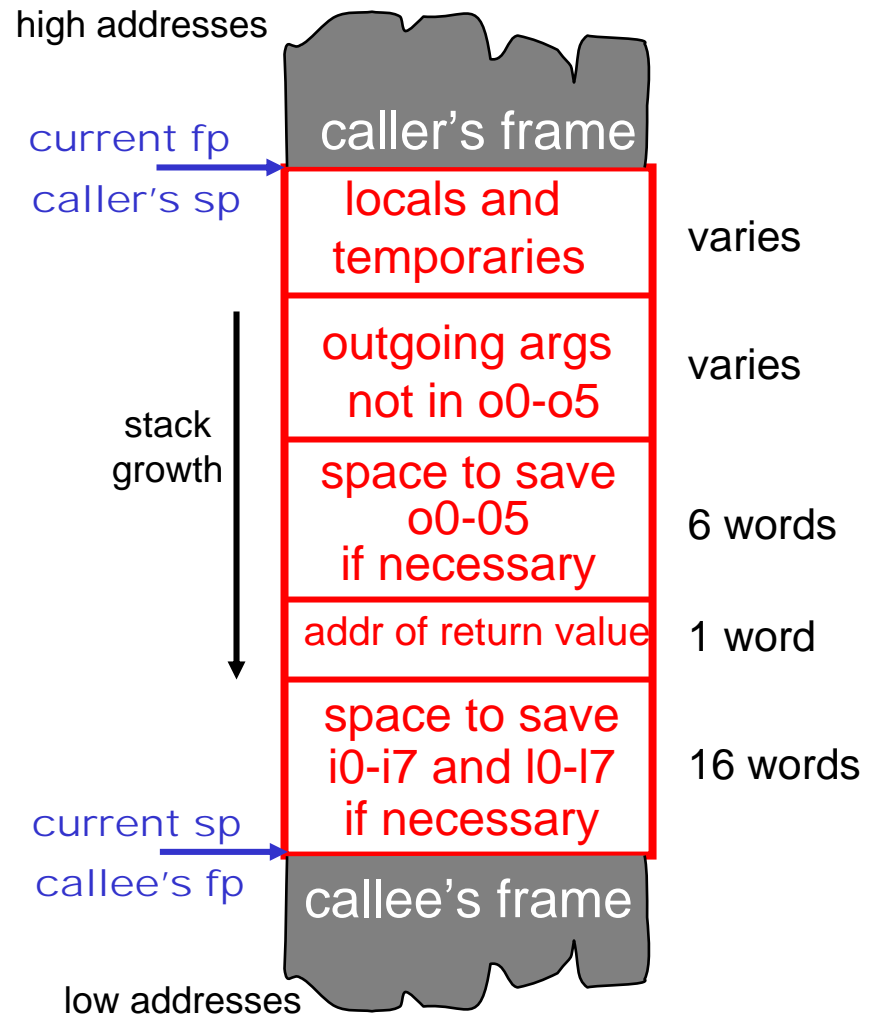 high addresses
caller's frame
current fp
caller's sp
locals and
temporaries
varies
outgoing args
not in o0-o5
varies
stack
growth
space to save
o0-05
if necessary
6 words
addr of return value
1 word
space to save
i0-i7 and l0-l7
if necessary
16 words
current sp
callee's fp
callee's frame
low addresses